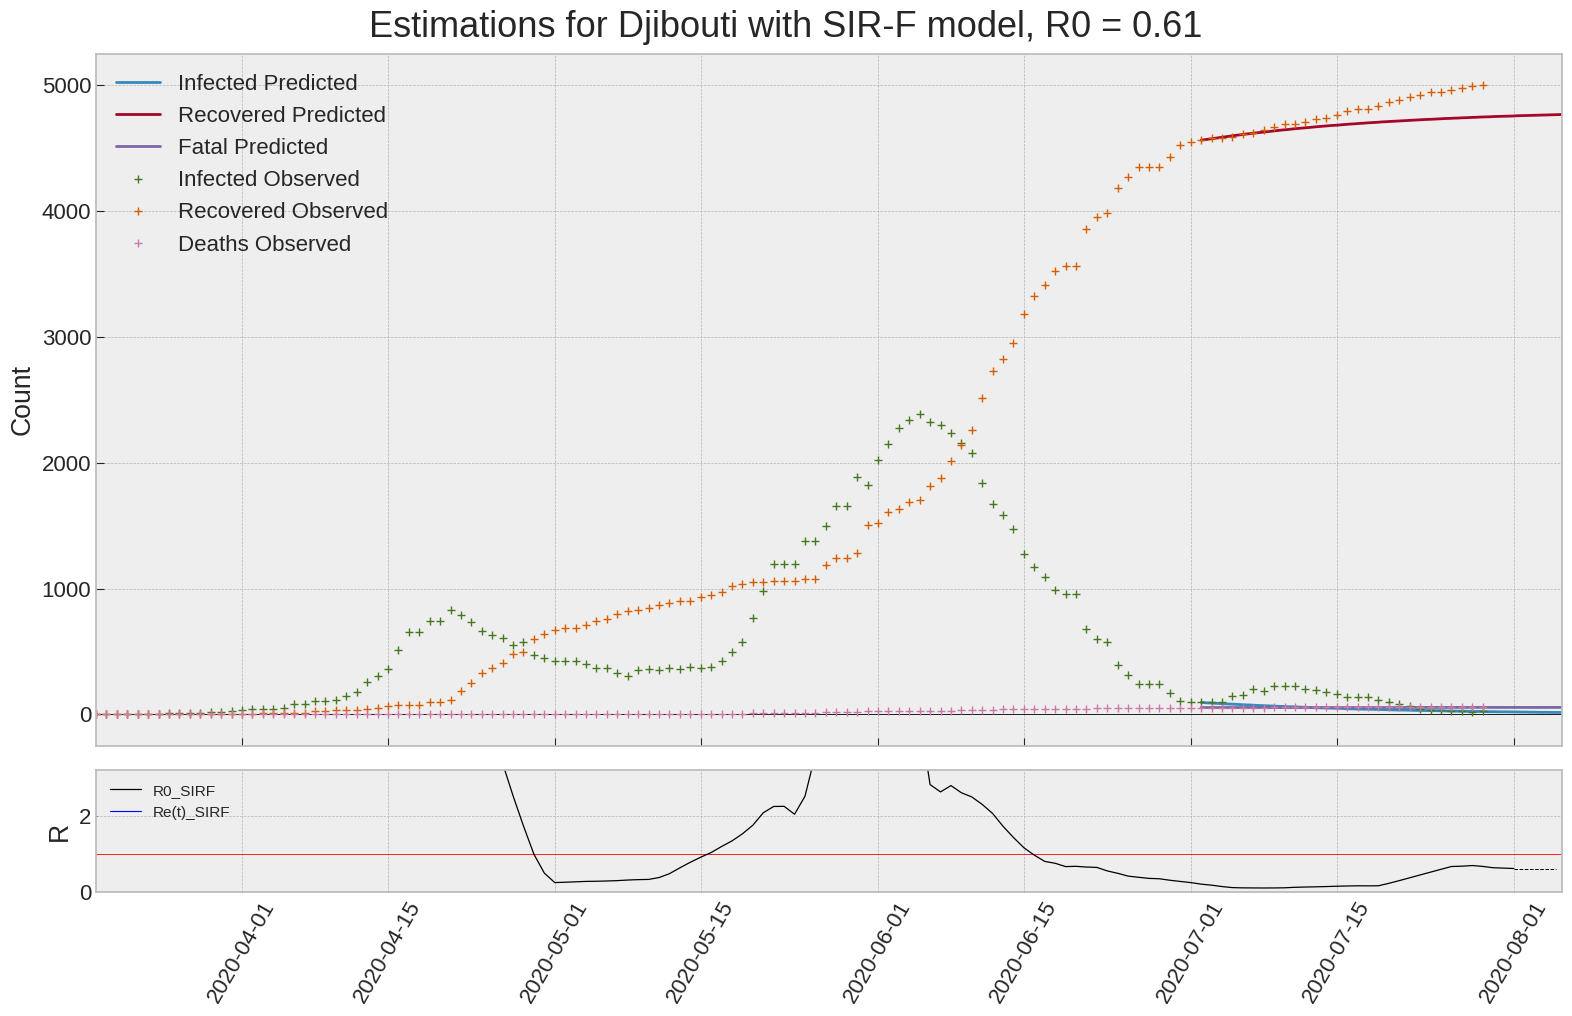 Estimations for Djibouti with SIR-F model, R0 = 0.61
Count
5000
4000
3000
2000
1000
0
Infected Predicted
Recovered Predicted
Fatal Predicted
Infected Observed
Recovered Observed
Deaths Observed
R
2
0
R0_SIRF
Re(t)_SIRF
2020-04-01
2020-04-15
2020-05-01
2020-05-15
2020-06-01
2020-06-15
2020-07-01
2020-07-15
2020-08-01